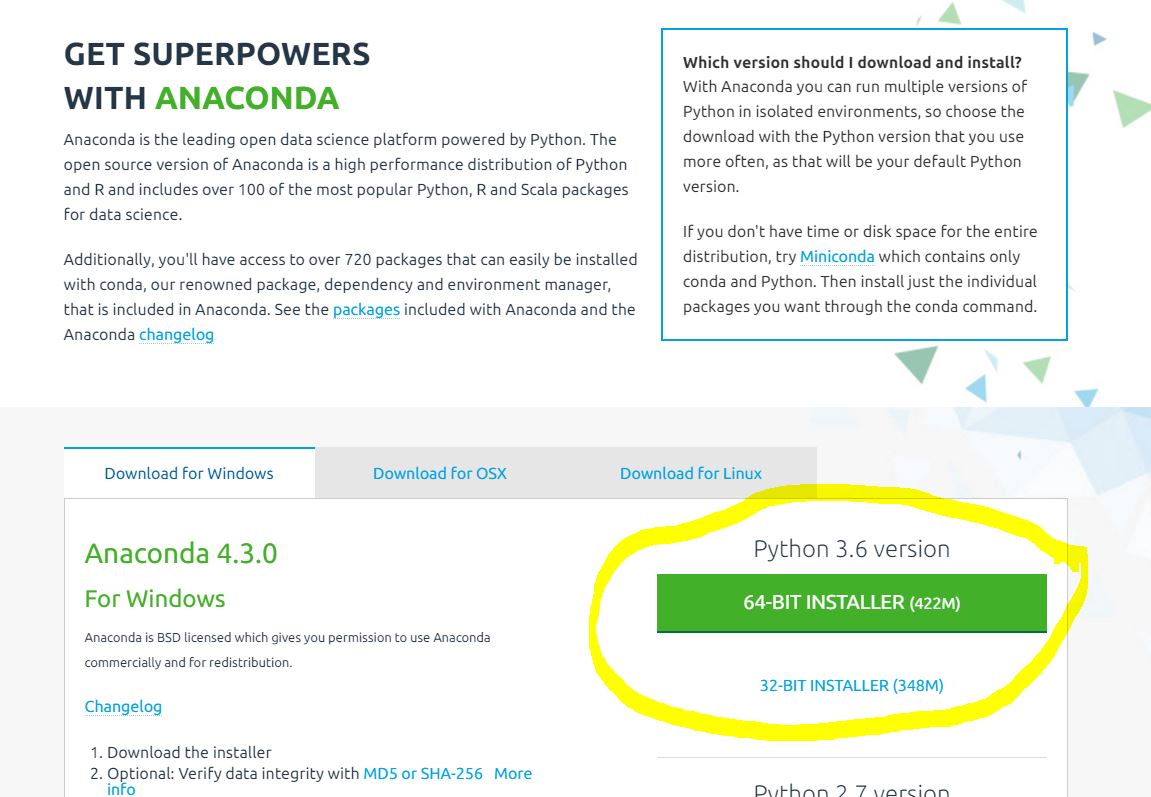 GET SUPERPOWERS
WITH ANACONDA
Anaconda is the leading open data science platform powered by Python. The
open source version of Anaconda is a high performance distribution of Python
and R and includes over 100 of the most popular Python, R and Scala packages
for data science.
Additionally, you'll have access to over 720 packages that can easily be installed
with conda, our renowned package, dependency and environment manager,
that is included in Anaconda. See the packages included with Anaconda and the
Anaconda changelog
Which version should I download and install?
With Anaconda you can run multiple versions of
Python in isolated environments, so choose the
download with the Python version that you use
more often, as that will be your default Python
version.
If you don't have time or disk space for the entire
distribution, try Miniconda which contains only
conda and Python. Then install just the individual
packages you want through the conda command.
Download for Windows
Download for OSX
Download for Linux
Anaconda 4.3.0
For Windows
Anaconda is BSD licensed which gives you permission to use Anaconda
commercially and for redistribution.
Changelog
1. Download the installer
2. Optional: Verify data integrity with MD5 or SHA-256 More
info
Python 3.6 version
64-BIT INSTALLER (422M)
32-BIT INSTALLER (348M)
Python 2.7 version